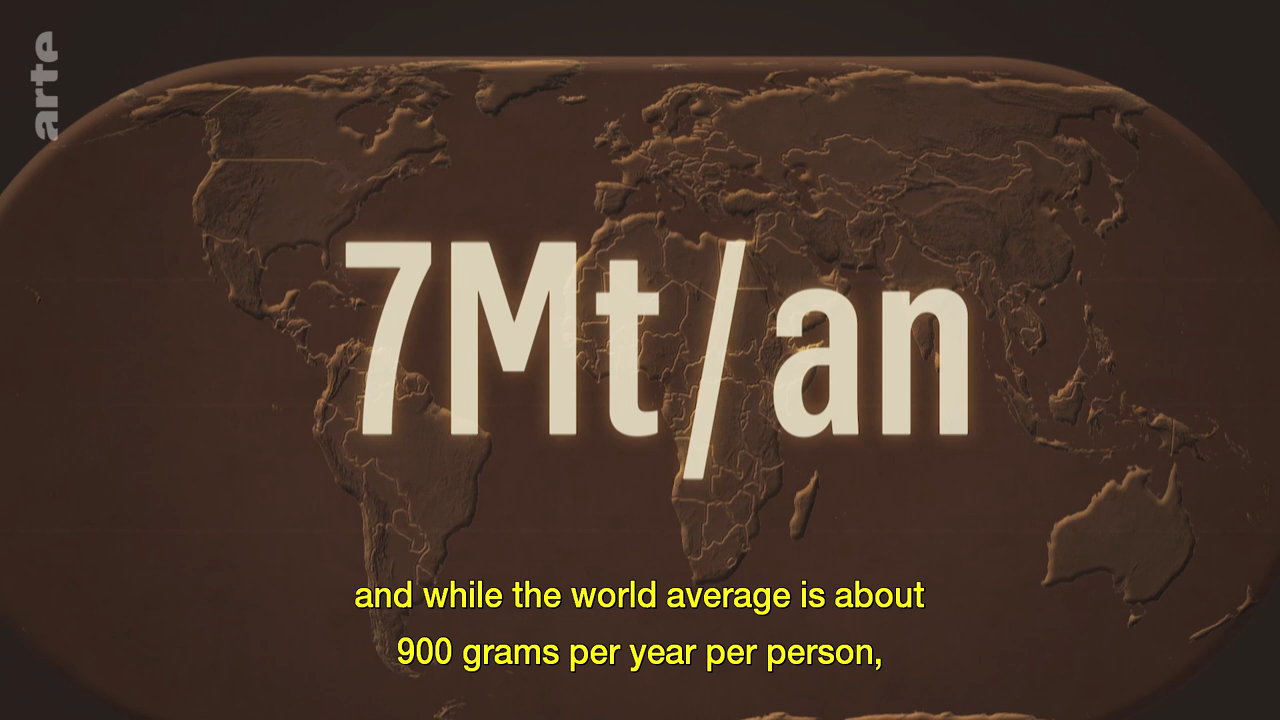 arte
7Mt/an
and while the world average is about
900 grams per year per person,